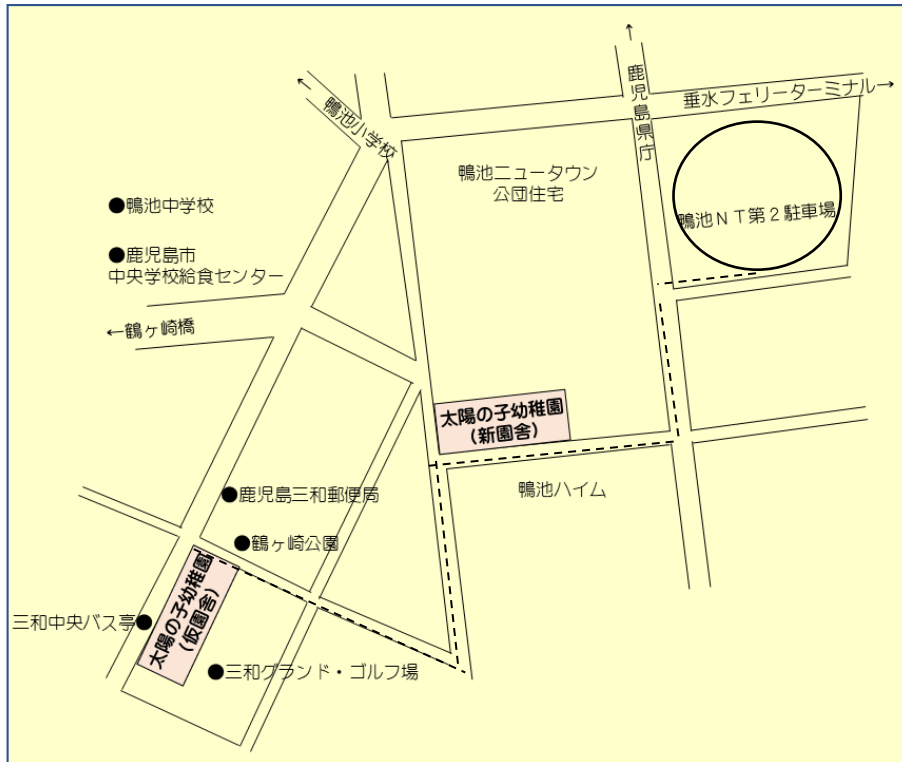 ↑
鹿児島県庁
垂水フェリーターミナル→
↑
鴨池小学校
鴨池ニュータウン
公団住宅
鴨池NT第2駐車場
●鴨池中学校
●鹿児島市
中央学校給食センター
←鶴ヶ崎橋
太陽の子幼稚園
(新園舎)
鴨池ハイム
●鹿児島三和郵便局
●鶴ヶ崎公園
太陽の子幼稚園
(仮園舎)
三和中央バス亭●
●三和グランド・ゴルフ場